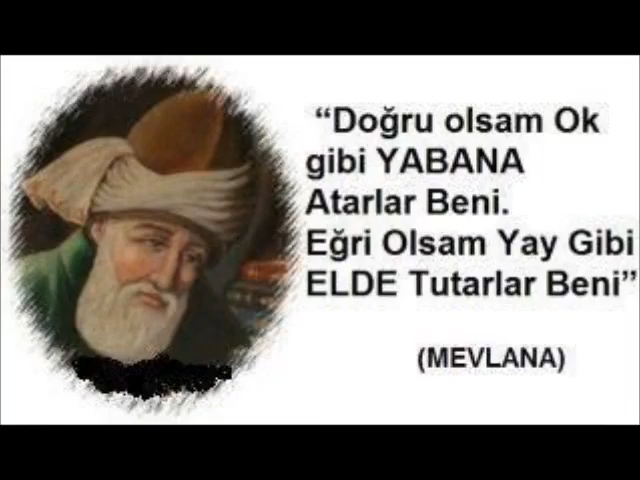 “Doğru olsam Ok
gibi YABANA
Atarlar Beni.
Eğri Olsam Yay Gibi
ELDE Tutarlar Beni”
(MEVLANA)